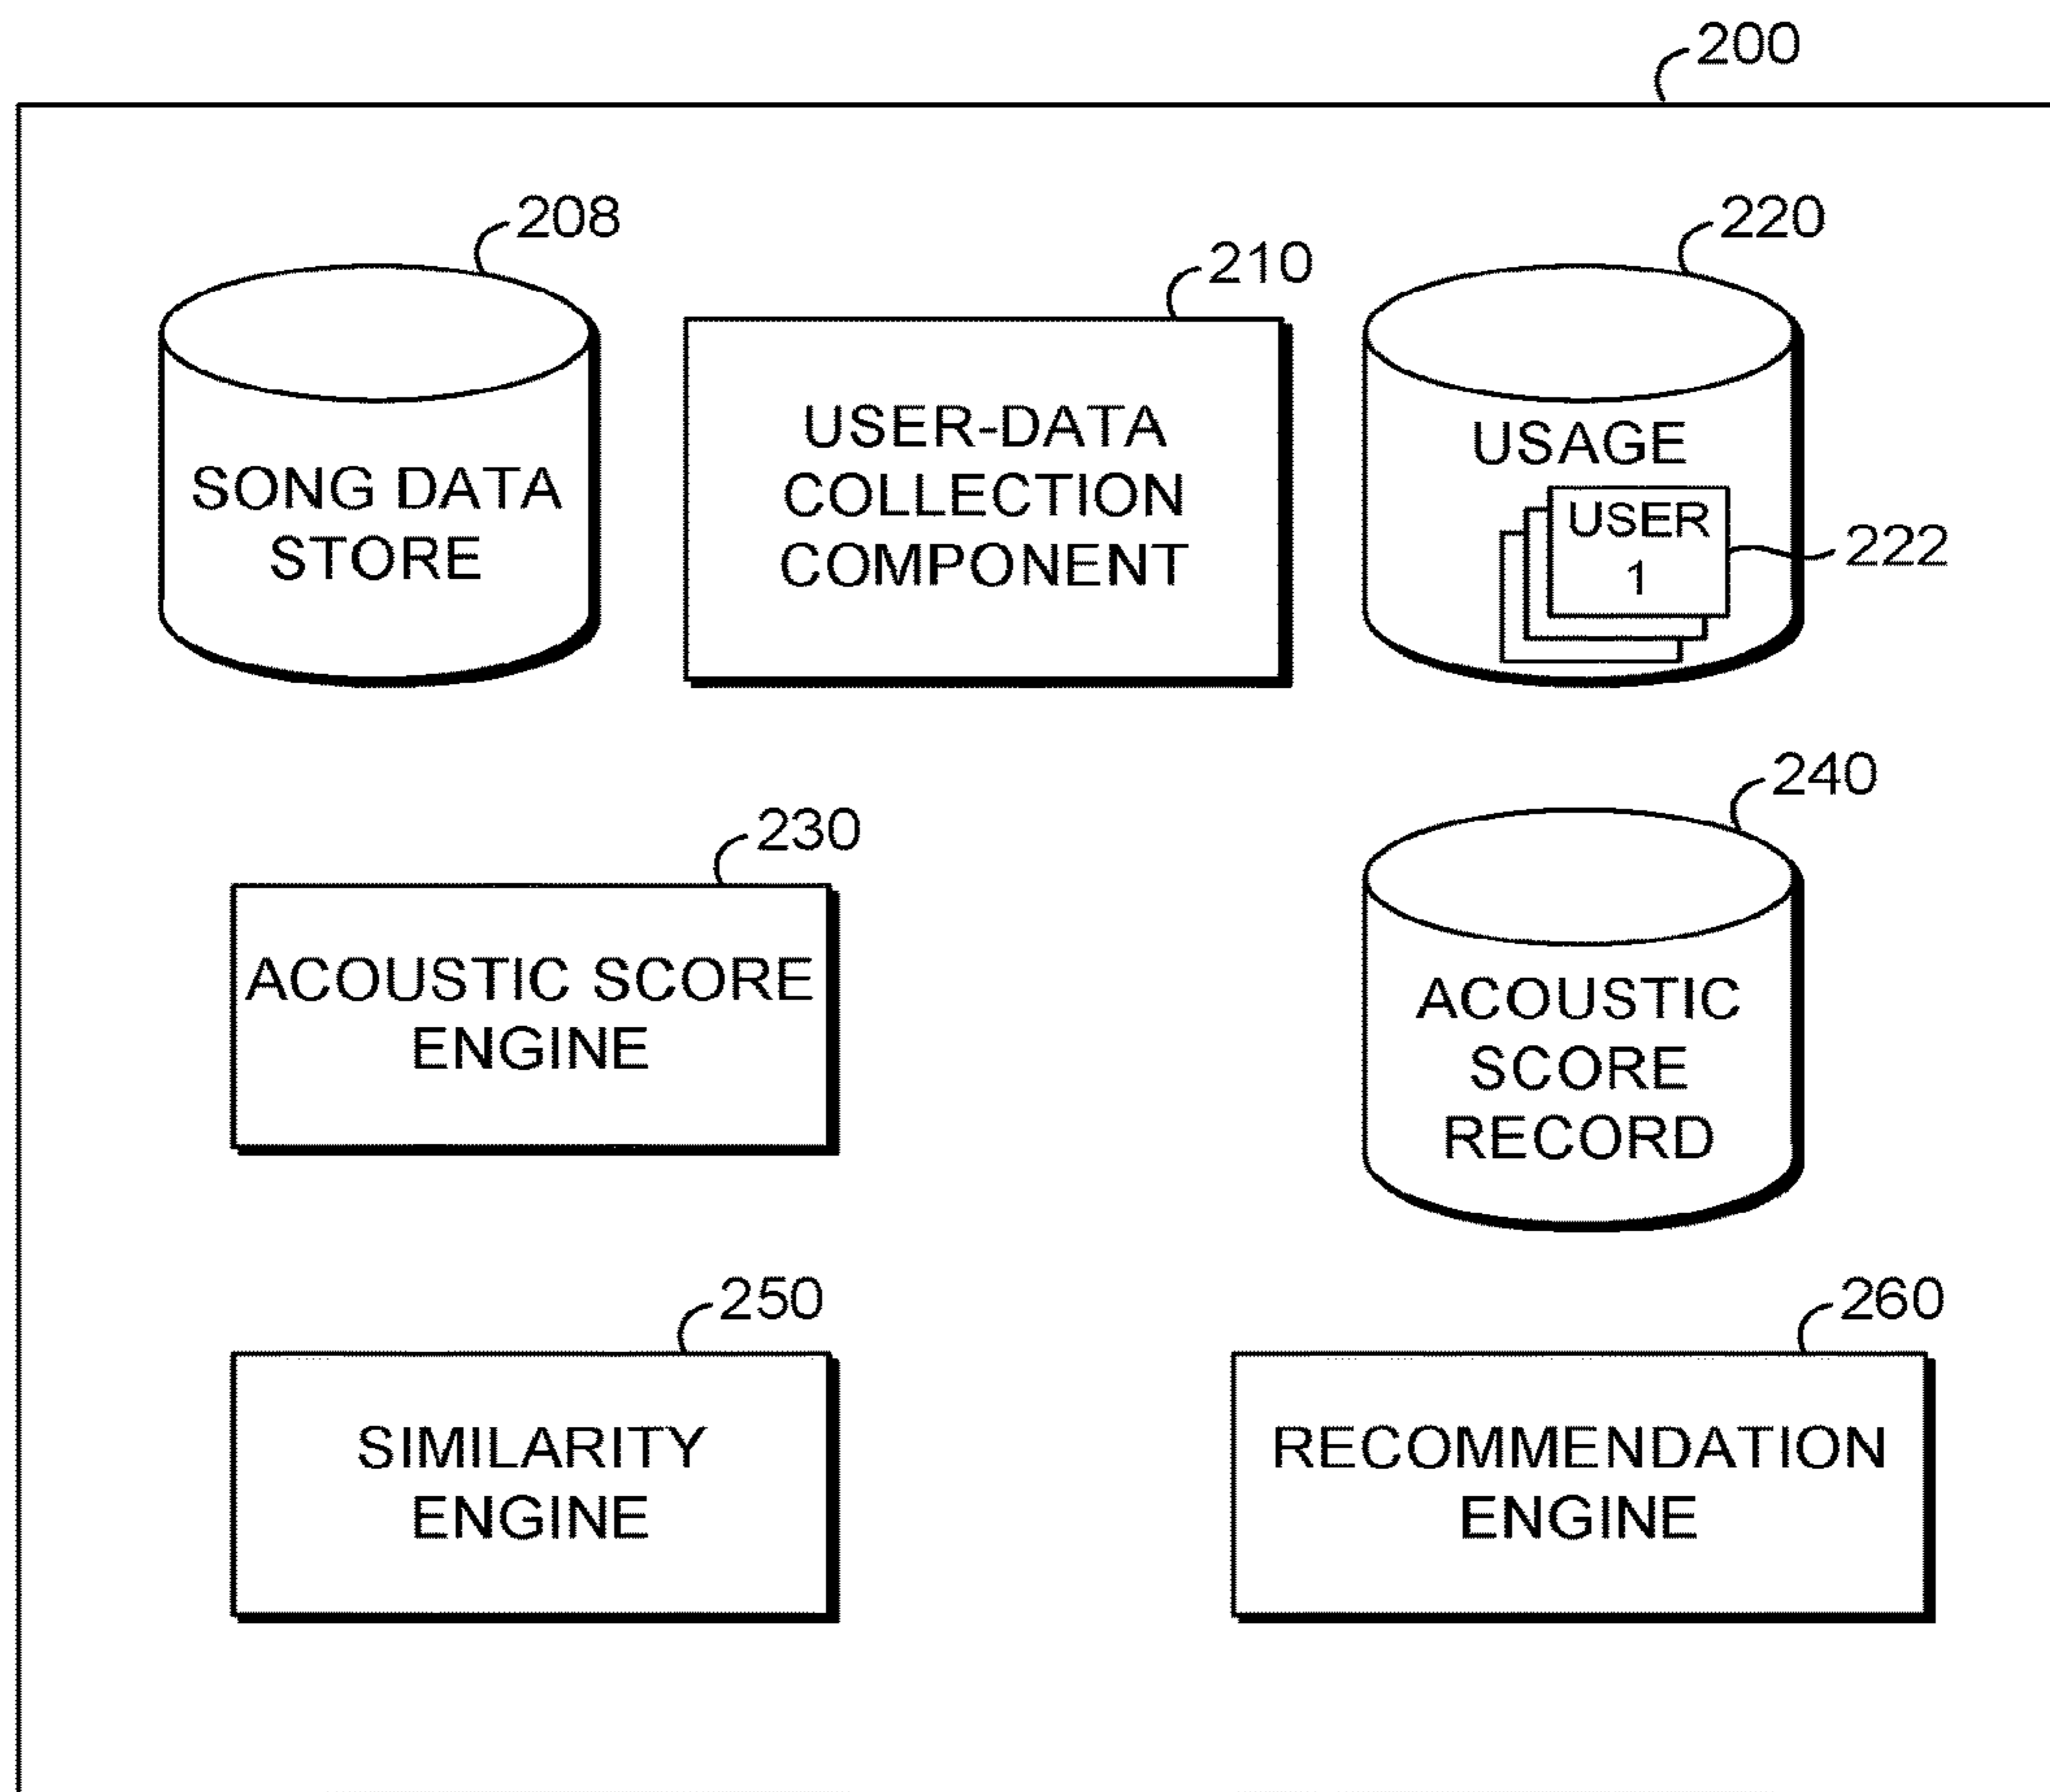 200
208
210
220
SONG DATA
STORE
USER-DATA
COLLECTION
COMPONENT
USAGE
USER
1
222
230
240
ACOUSTIC SCORE
ENGINE
ACOUSTIC
SCORE
RECORD
250
260
SIMILARITY
ENGINE
RECOMMENDATION
ENGINE